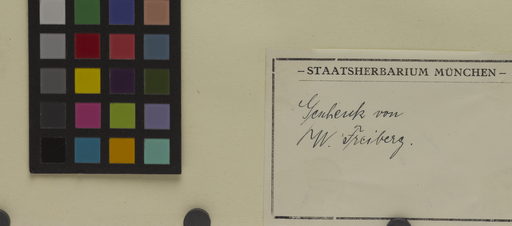 – STAATSHERBARIUM MÜNCHEN –
Geschenk von
W. Freiberg.